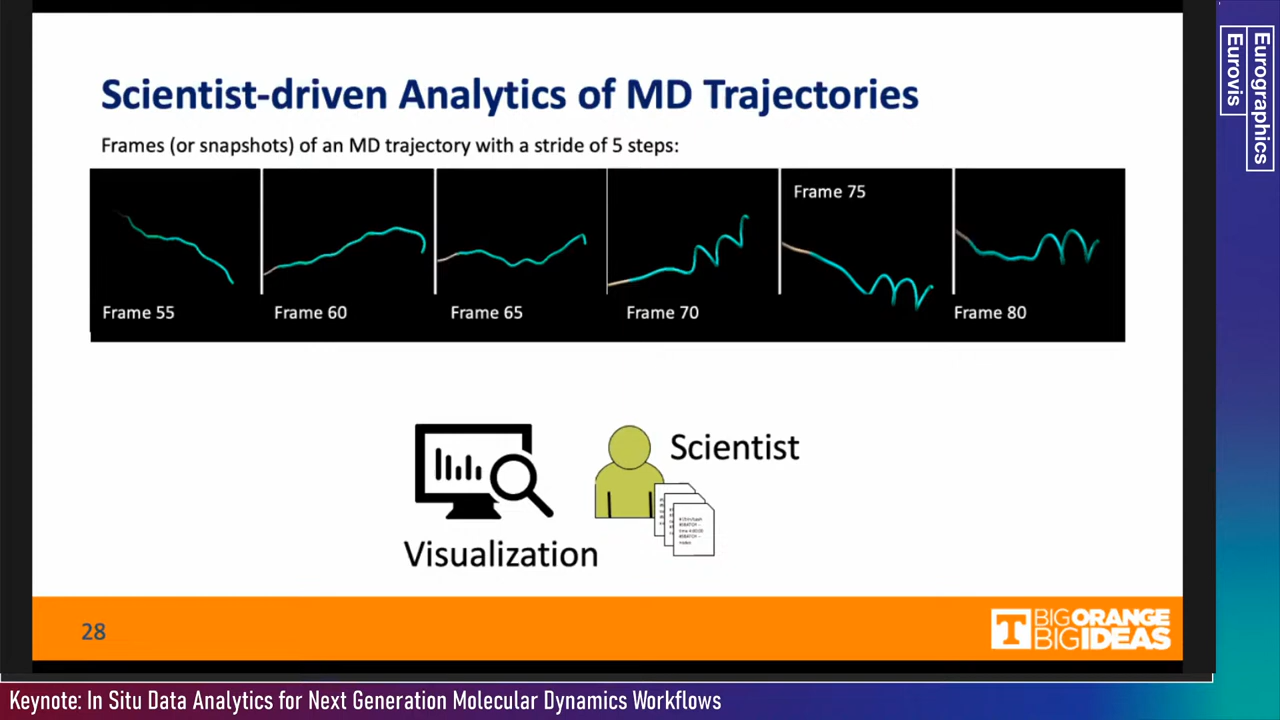 Scientist-driven Analytics of MD Trajectories
Frames (or snapshots) of an MD trajectory with a stride of 5 steps:
Frame 55
Frame 60
Frame 65
Frame 70
Frame 75
Frame 80
Scientist
Visualization
28
T
BIG ORANGE
BIG IDEAS
Eurovis
Eurographics
Keynote: In Situ Data Analytics for Next Generation Molecular Dynamics Workflows